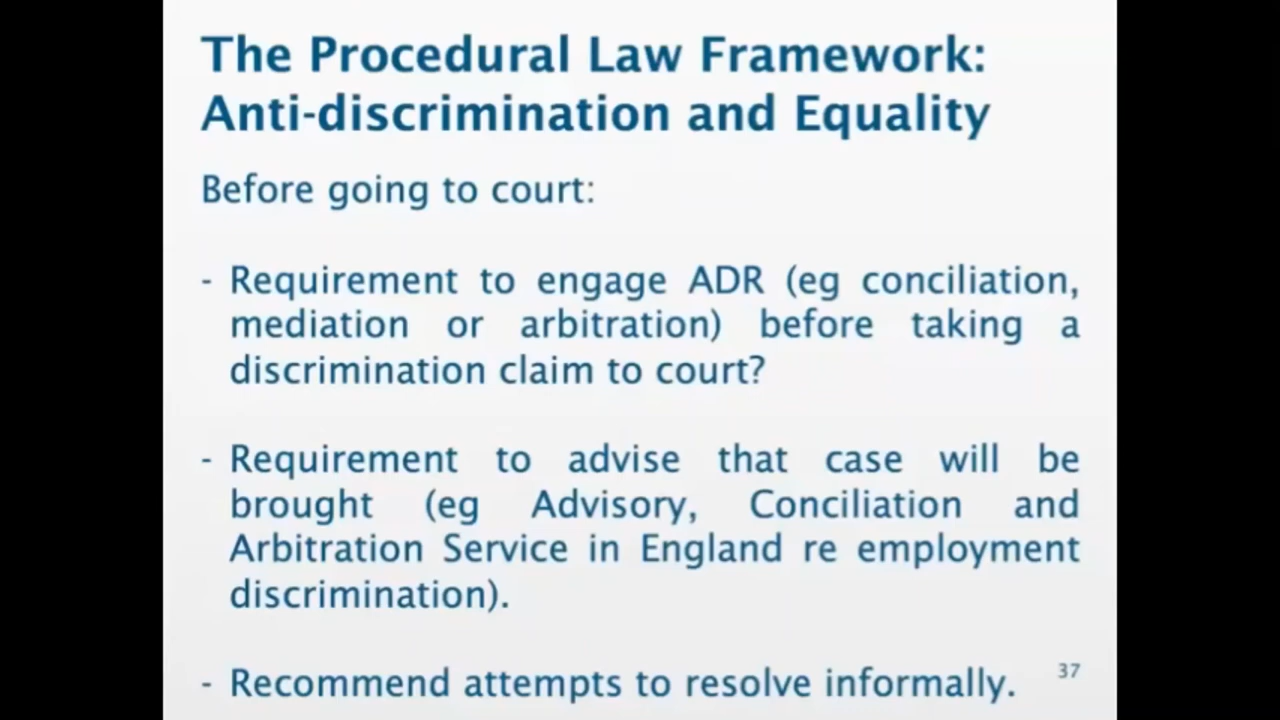 The Procedural Law Framework:
Anti-discrimination and Equality
Before going to court:
- Requirement to engage ADR (eg conciliation,
mediation or arbitration) before taking a
discrimination claim to court?
- Requirement to advise that case will be
brought (eg Advisory, Conciliation and
Arbitration Service in England re employment
discrimination).
- Recommend attempts to resolve informally.
37